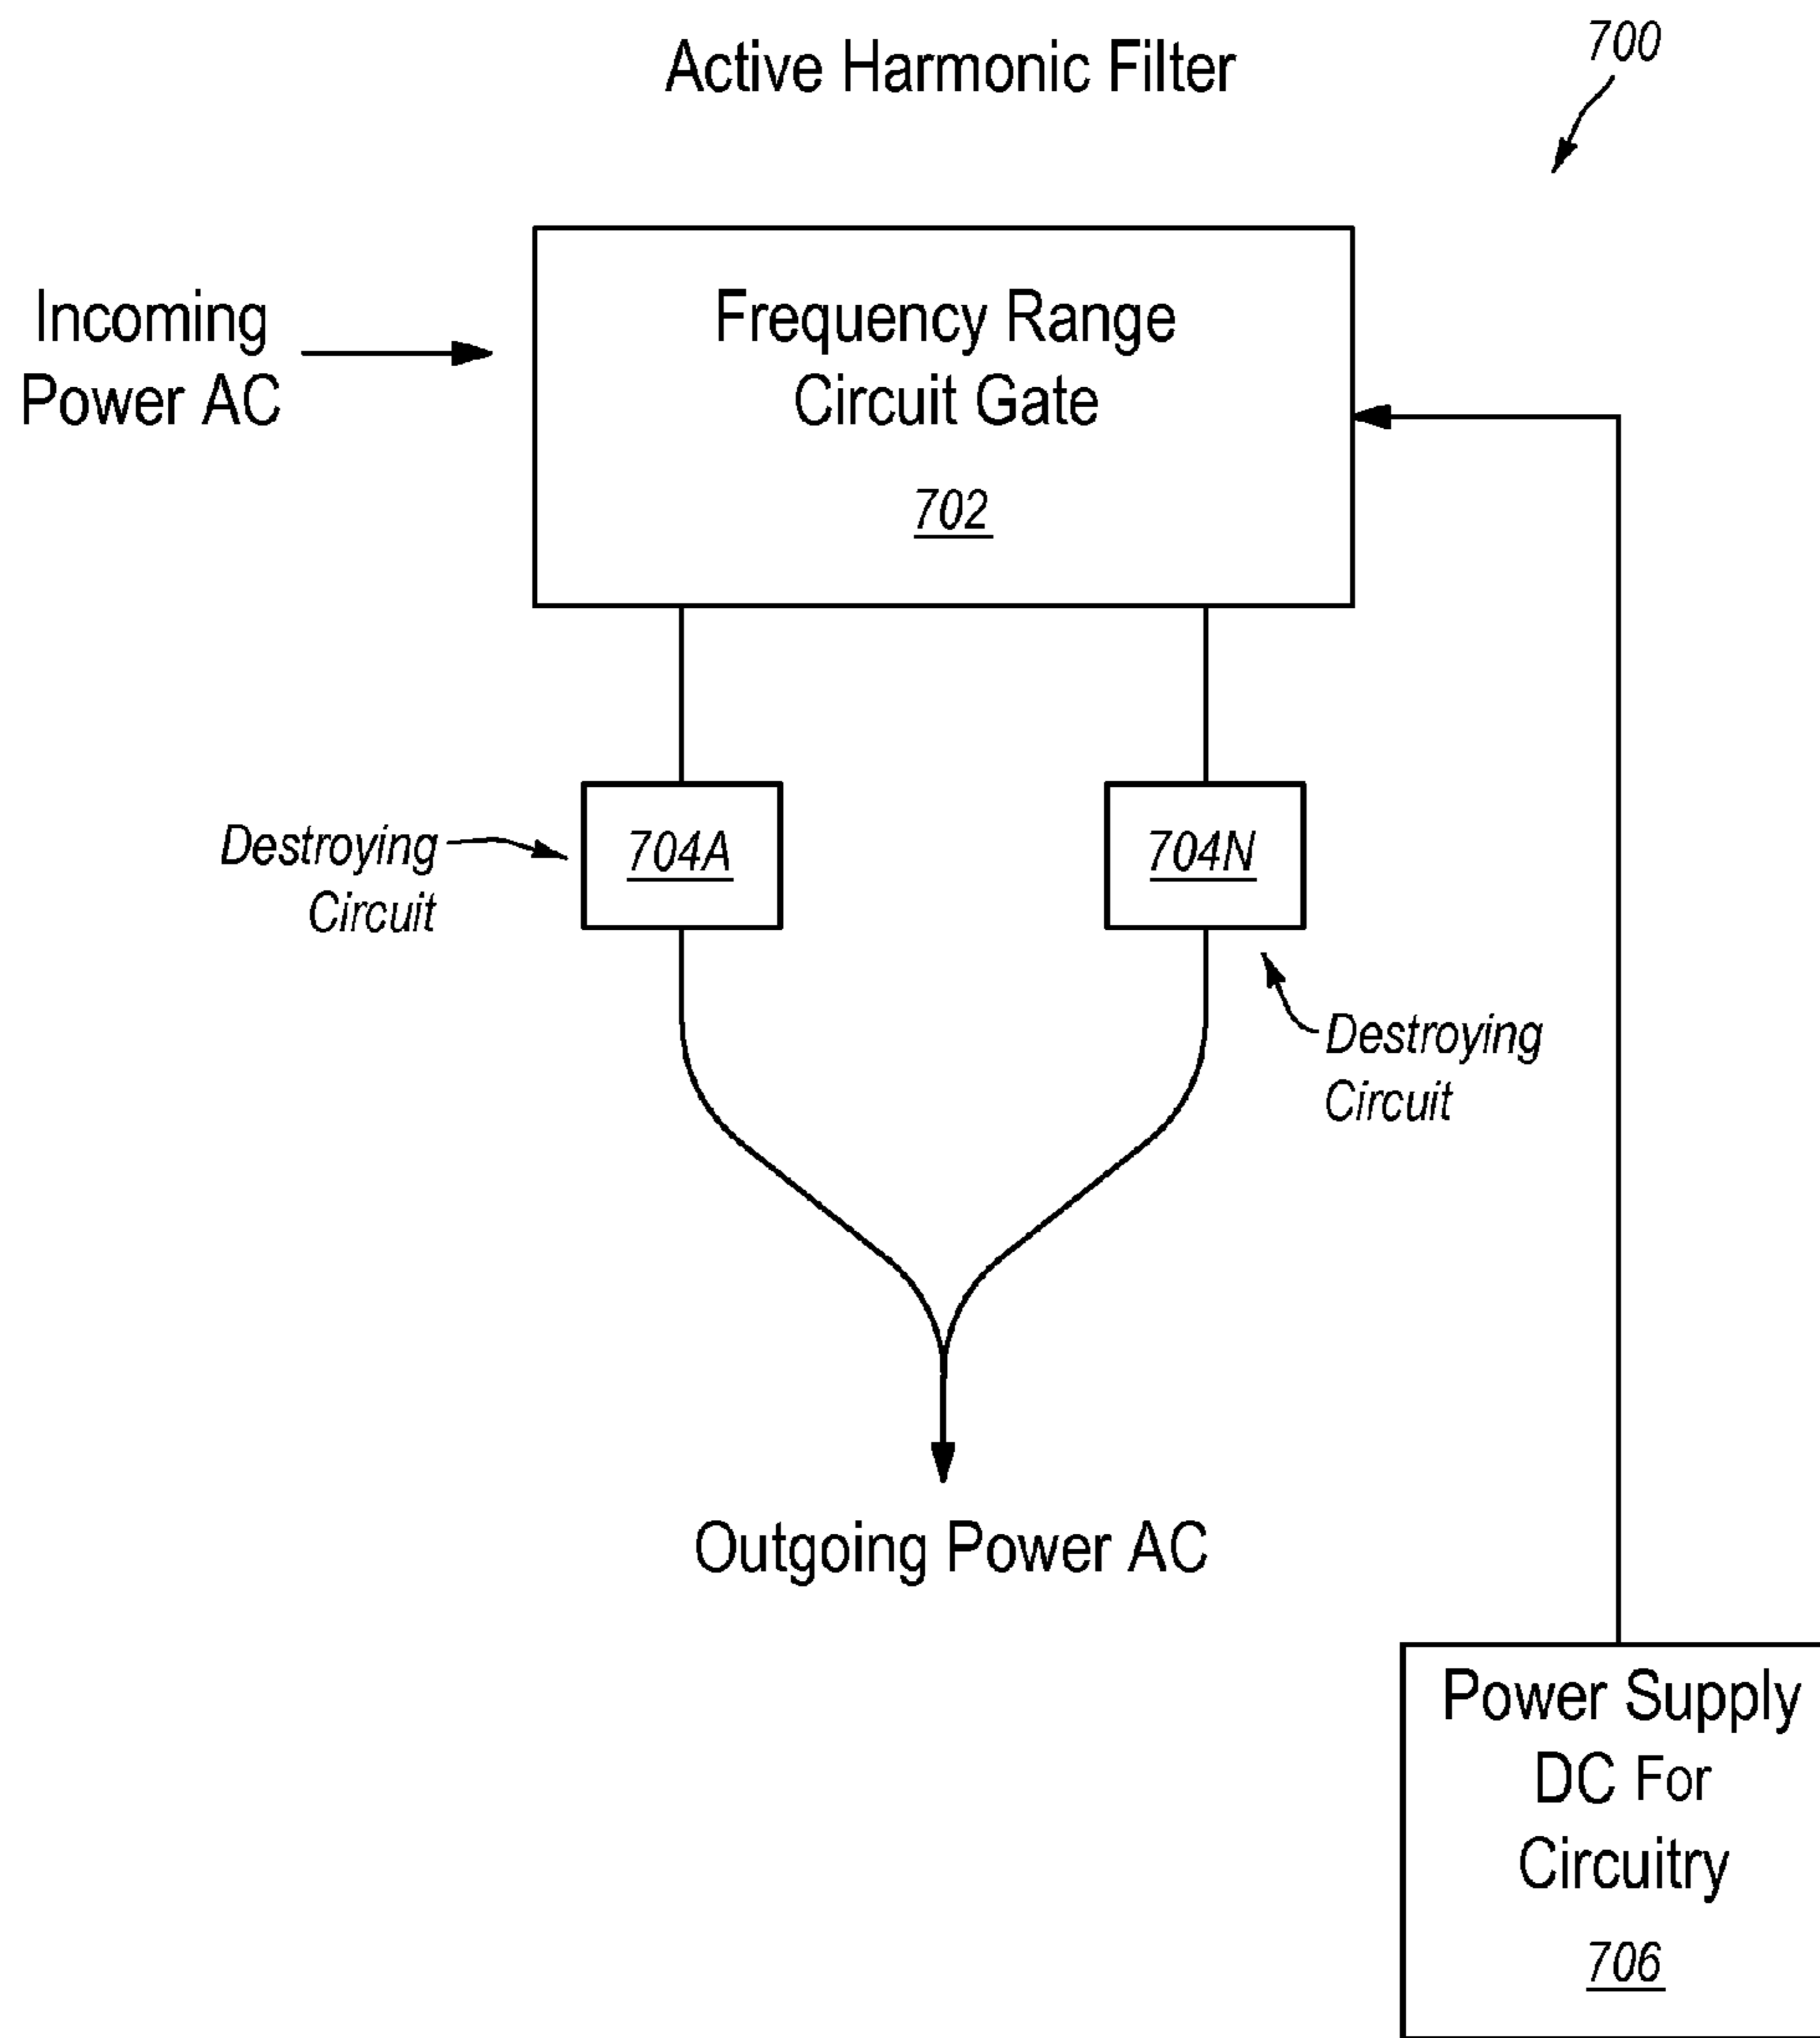 Active Harmonic Filter
700
Incoming
Power AC
Frequency Range
Circuit Gate
702
Destroying
Circuit
704A
704N
Destroying
Circuit
Outgoing Power AC
Power Supply
DC For
Circuitry
706